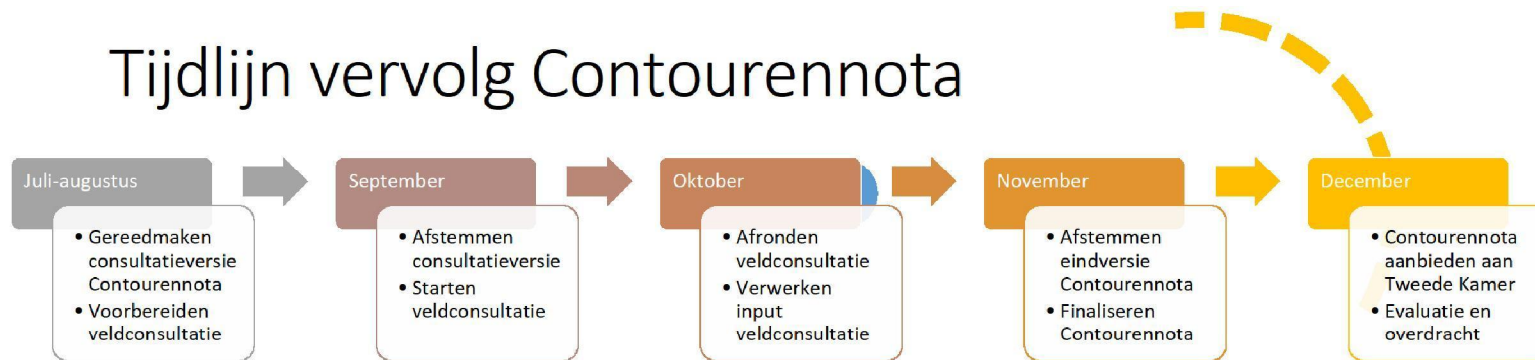 Tijdlijn vervolg Contourennota
Juli-augustus
• Gereedmaken
consultatieversie
Contourennota
• Voorbereiden
veldconsultatie
September
• Afstemmen
consultatieversie
• Starten
veldconsultatie
Oktober
• Afronden
veldconsultatie
• Verwerken
input
veldconsultatie
November
• Afstemmen
eindversie
Contourennota
• Finaliseren
Contourennota
December
• Contourennota
aanbieden aan
Tweede Kamer
• Evaluatie en
overdracht